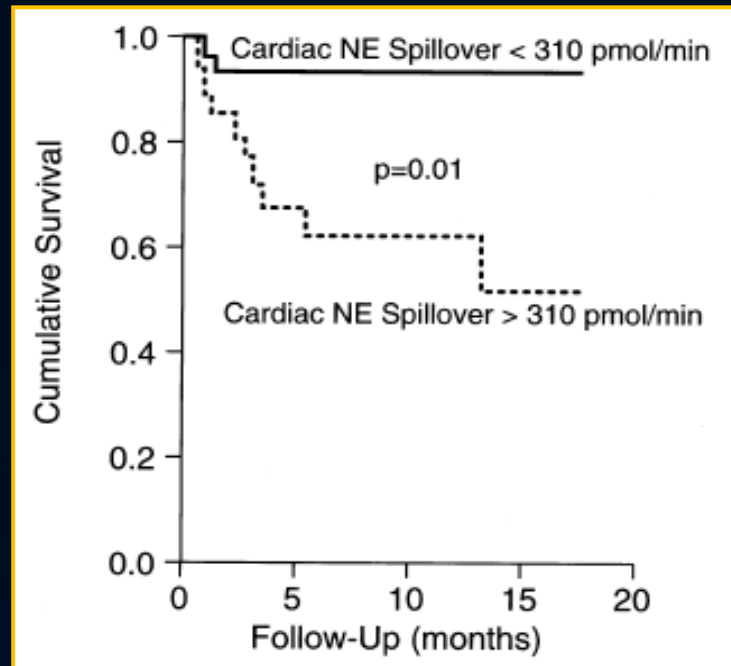 Cardiac NE Spillover < 310 pmol/min
p=0.01
Cardiac NE Spillover > 310 pmol/min
Cumulative Survival
1.0
0.8
0.6
0.4
0.2
0.0
0 5 10 15 20
Follow-Up (months)